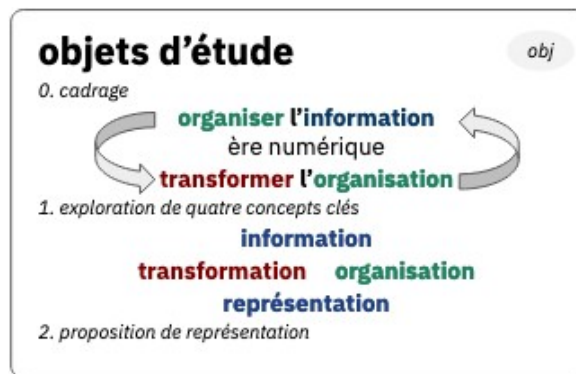 objets d'étude
obj
0. cadrage
organiser l'information
ère numérique
transformer l'organisation
1. exploration de quatre concepts clés
information
transformation organisation
représentation
2. proposition de représentation